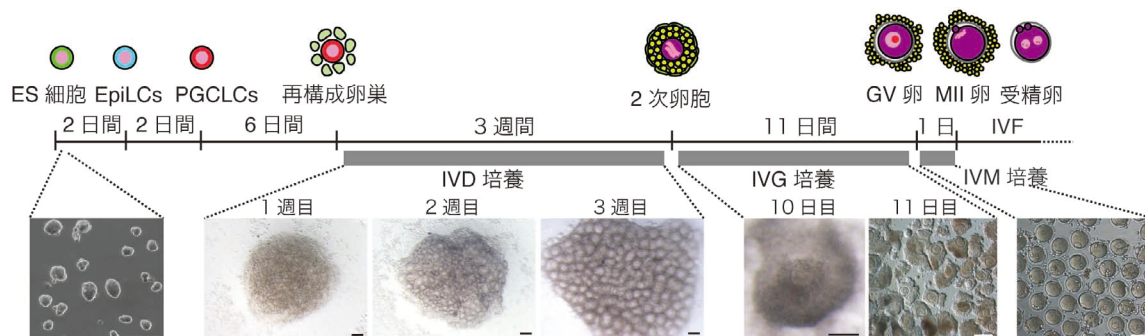 ES 細胞 EpiLCs PGCLCs 再構成卵巣 2 次卵胞 GV 卵 MII 卵 受精卵
2 日間 2 日間 6 日間 3 週間 11 日間 1 日 IVF
IVD 培養 IVG 培養 IVM 培養
1 週目 2 週目 3 週目 10 日目 11 日目